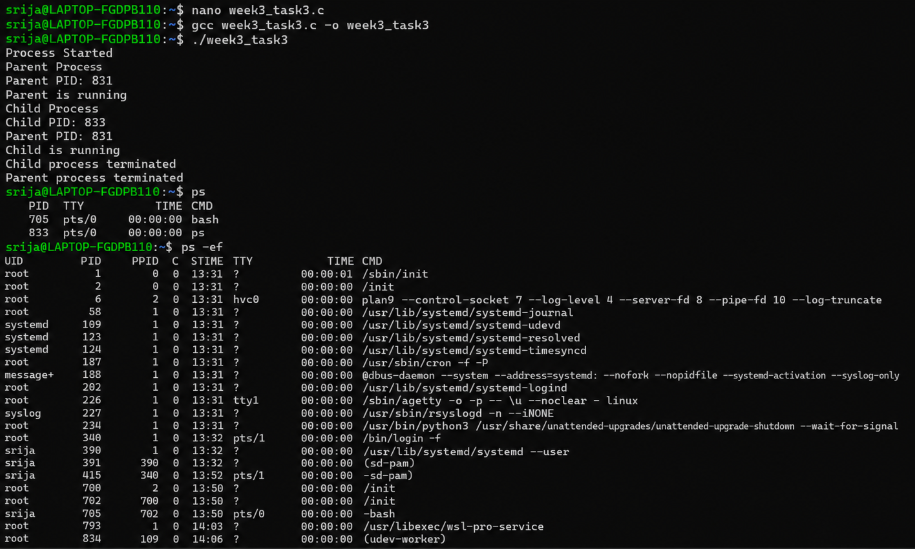 srija@LAPTOP-FGDPB110:~$ nano week3_task3.c
srija@LAPTOP-FGDPB110:~$ gcc week3_task3.c -o week3_task3
srija@LAPTOP-FGDPB110:~$ ./week3_task3
Process Started
Parent Process
Parent PID: 831
Parent is running
Child Process
Child PID: 833
Parent PID: 831
Child is running
Child process terminated
Parent process terminated
srija@LAPTOP-FGDPB110:~$ ps
PID TTY TIME CMD
705 pts/0 00:00:00 bash
833 pts/0 00:00:00 ps
srija@LAPTOP-FGDPB110:~$ ps -ef
UID PID PPID C STIME TTY TIME CMD
root 1 0 0 13:31 ? 00:00:01 /sbin/init
root 2 0 0 13:31 ? 00:00:00 /init
root 6 2 0 13:31 hvc0 00:00:00 plan9 --control-socket 7 --log-level 4 --server-fd 8 --pipe-fd 10 --log-truncate
root 58 1 0 13:31 ? 00:00:00 /usr/lib/systemd/systemd-journal
systemd 109 1 0 13:31 ? 00:00:00 /usr/lib/systemd/systemd-udevd
systemd 123 1 0 13:31 ? 00:00:00 /usr/lib/systemd/systemd-resolved
systemd 124 1 0 13:31 ? 00:00:00 /usr/lib/systemd/systemd-timesyncd
root 187 1 0 13:31 ? 00:00:00 /usr/sbin/cron -f -P
message+ 188 1 0 13:31 ? 00:00:00 @dbus-daemon --system --address=systemd: --nofork --nopidfile --systemd-activation --syslog-only
root 202 1 0 13:31 ? 00:00:00 /usr/lib/systemd/systemd-logind
root 226 1 0 13:31 tty1 00:00:00 /sbin/agetty -o -p -- \u --noclear - linux
syslog 227 1 0 13:31 ? 00:00:00 /usr/sbin/rsyslogd -n --iNONE
root 234 1 0 13:31 ? 00:00:00 /usr/bin/python3 /usr/share/unattended-upgrades/unattended-upgrade-shutdown --wait-for-signal
root 340 1 0 13:32 pts/1 00:00:00 /bin/login -f
srija 390 1 0 13:32 ? 00:00:00 /usr/lib/systemd/systemd --user
srija 391 390 0 13:32 ? 00:00:00 (sd-pam)
srija 415 340 0 13:52 pts/1 00:00:00 -sd-pam)
root 700 2 0 13:50 ? 00:00:00 /init
root 702 700 0 13:50 ? 00:00:00 /init
srija 705 702 0 13:50 pts/0 00:00:00 -bash
root 793 1 0 14:03 ? 00:00:00 /usr/libexec/wsl-pro-service
root 834 109 0 14:06 ? 00:00:00 (udev-worker)